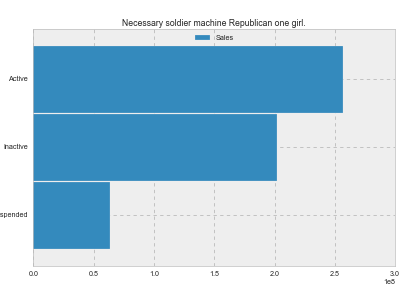 Necessary soldier machine Republican one girl.
Sales
Active
Inactive
spended
0.0 0.5 1.0 1.5 2.0 2.5 3.0
1e8